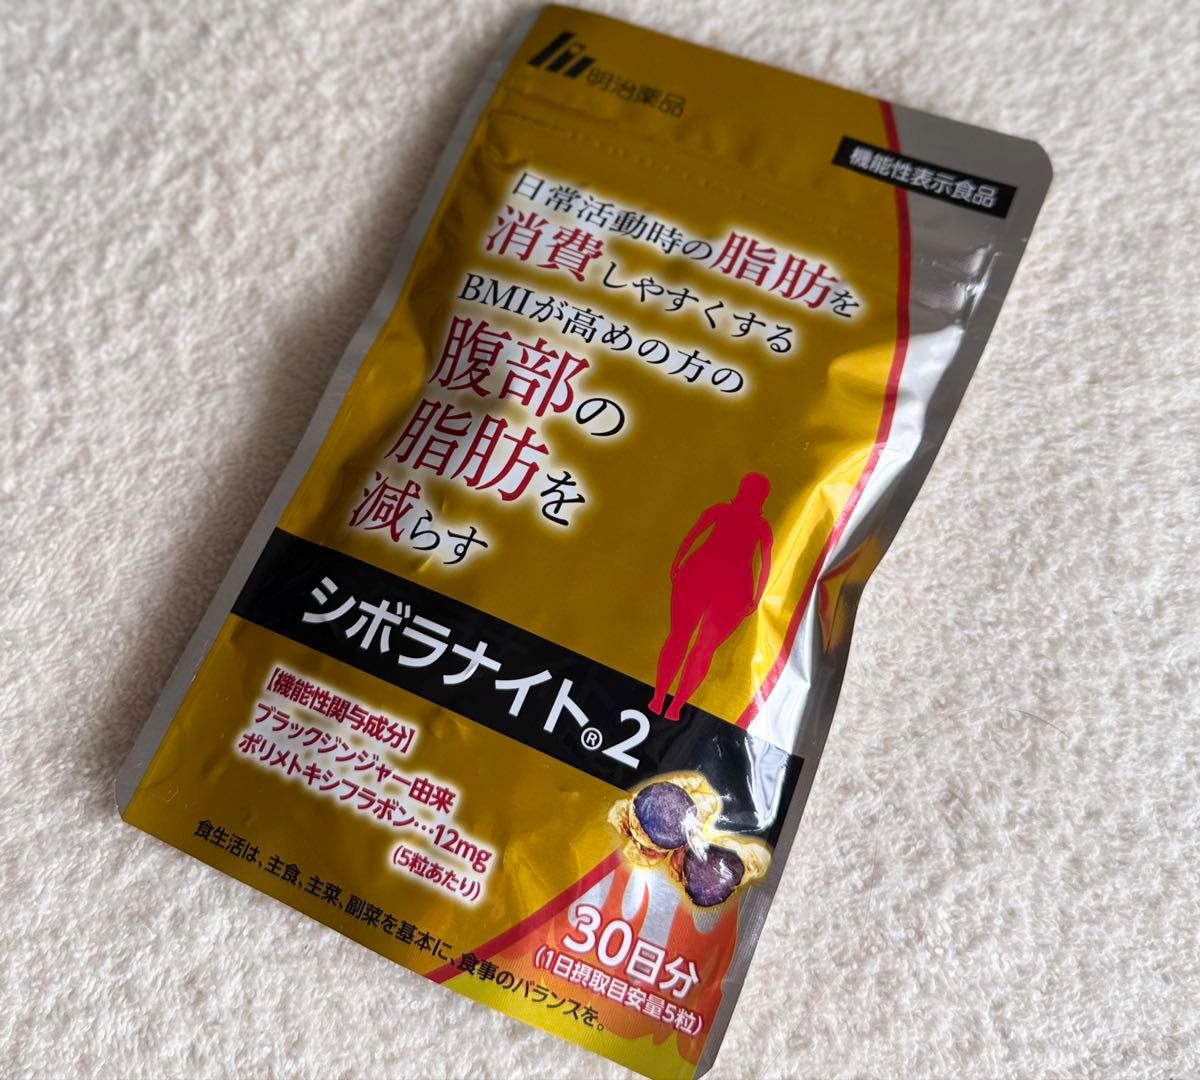 明治薬品
機能性表示食品
日常活動時の脂肪を
消費しやすくする
BMIが高めの方の
腹部の
脂肪を
減らす
シボラナイト®2
【機能性関与成分】
ブラックジンジャー由来
ポリメトキシフラボン…12mg
(5粒あたり)
30日分
(1日摂取目安量5粒)
食生活は、主食、主菜、副菜を基本に、食事のバランスを。